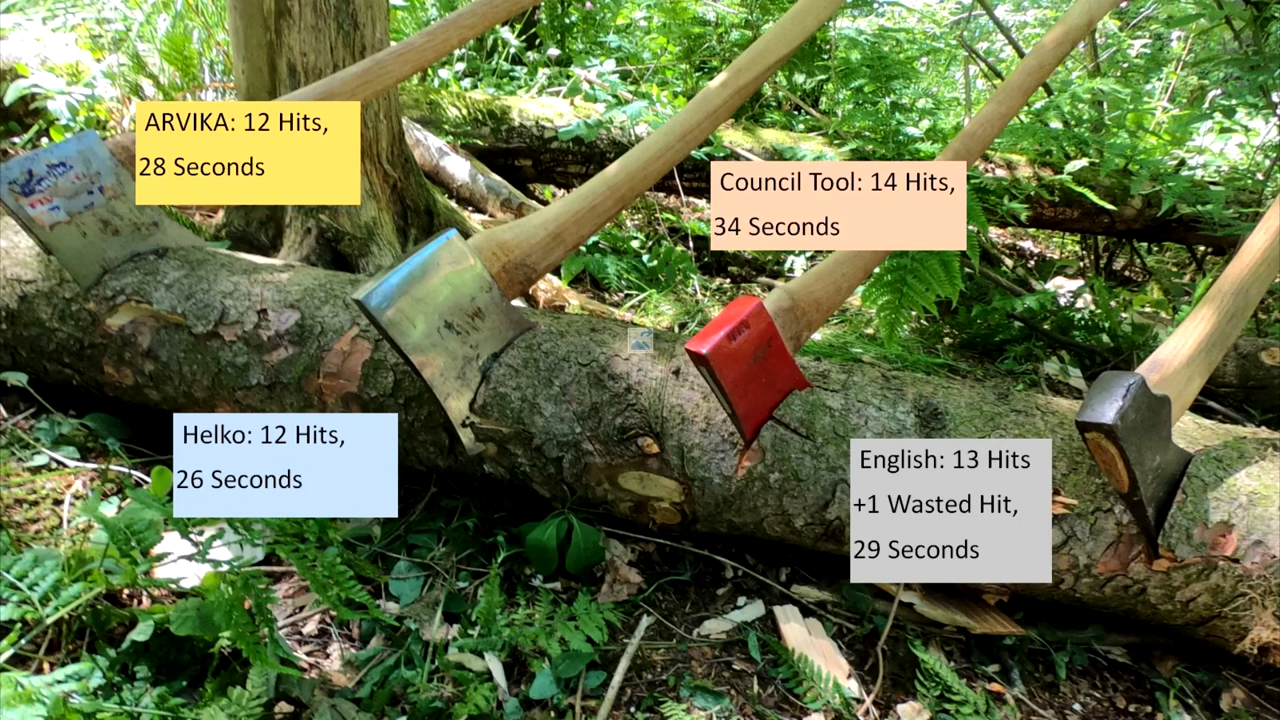 ARVIKA: 12 Hits,
28 Seconds
Council Tool: 14 Hits,
34 Seconds
Helko: 12 Hits,
26 Seconds
English: 13 Hits
+1 Wasted Hit,
29 Seconds